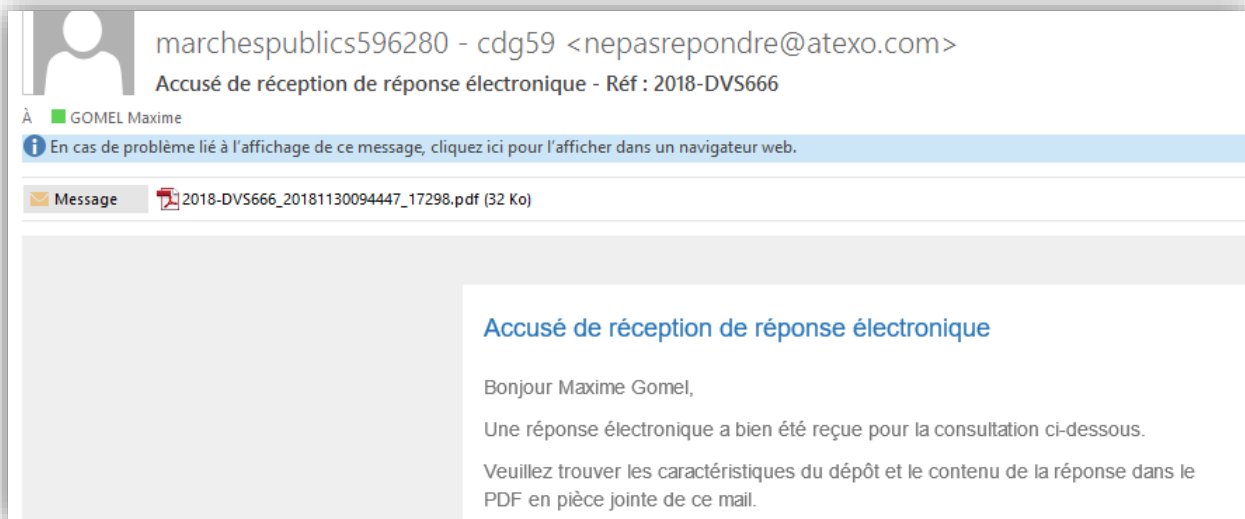 marchespublics596280 - cdg59 <nepasrepondre@atexo.com>
Accusé de réception de réponse électronique - Réf : 2018-DVS666
À GOMEL Maxime
En cas de problème lié à l'affichage de ce message, cliquez ici pour l'afficher dans un navigateur web.
Message 2018-DVS666_20181130094447_17298.pdf (32 Ko)
Accusé de réception de réponse électronique
Bonjour Maxime Gomel,
Une réponse électronique a bien été reçue pour la consultation ci-dessous.
Veuillez trouver les caractéristiques du dépôt et le contenu de la réponse dans le
PDF en pièce jointe de ce mail.